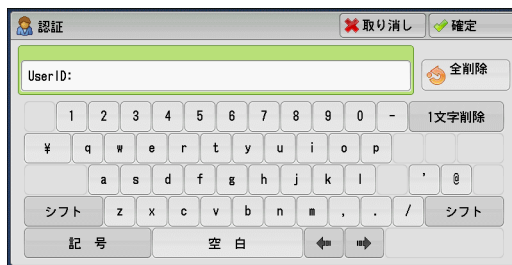 認証 取り消し 確定
UserID: 全削除
1 2 3 4 5 6 7 8 9 0 - 1文字削除
¥ q w e r t y u i o p
a s d f g h j k l ' @
シフト z x c v b n m , . / シフト
記 号 空 白